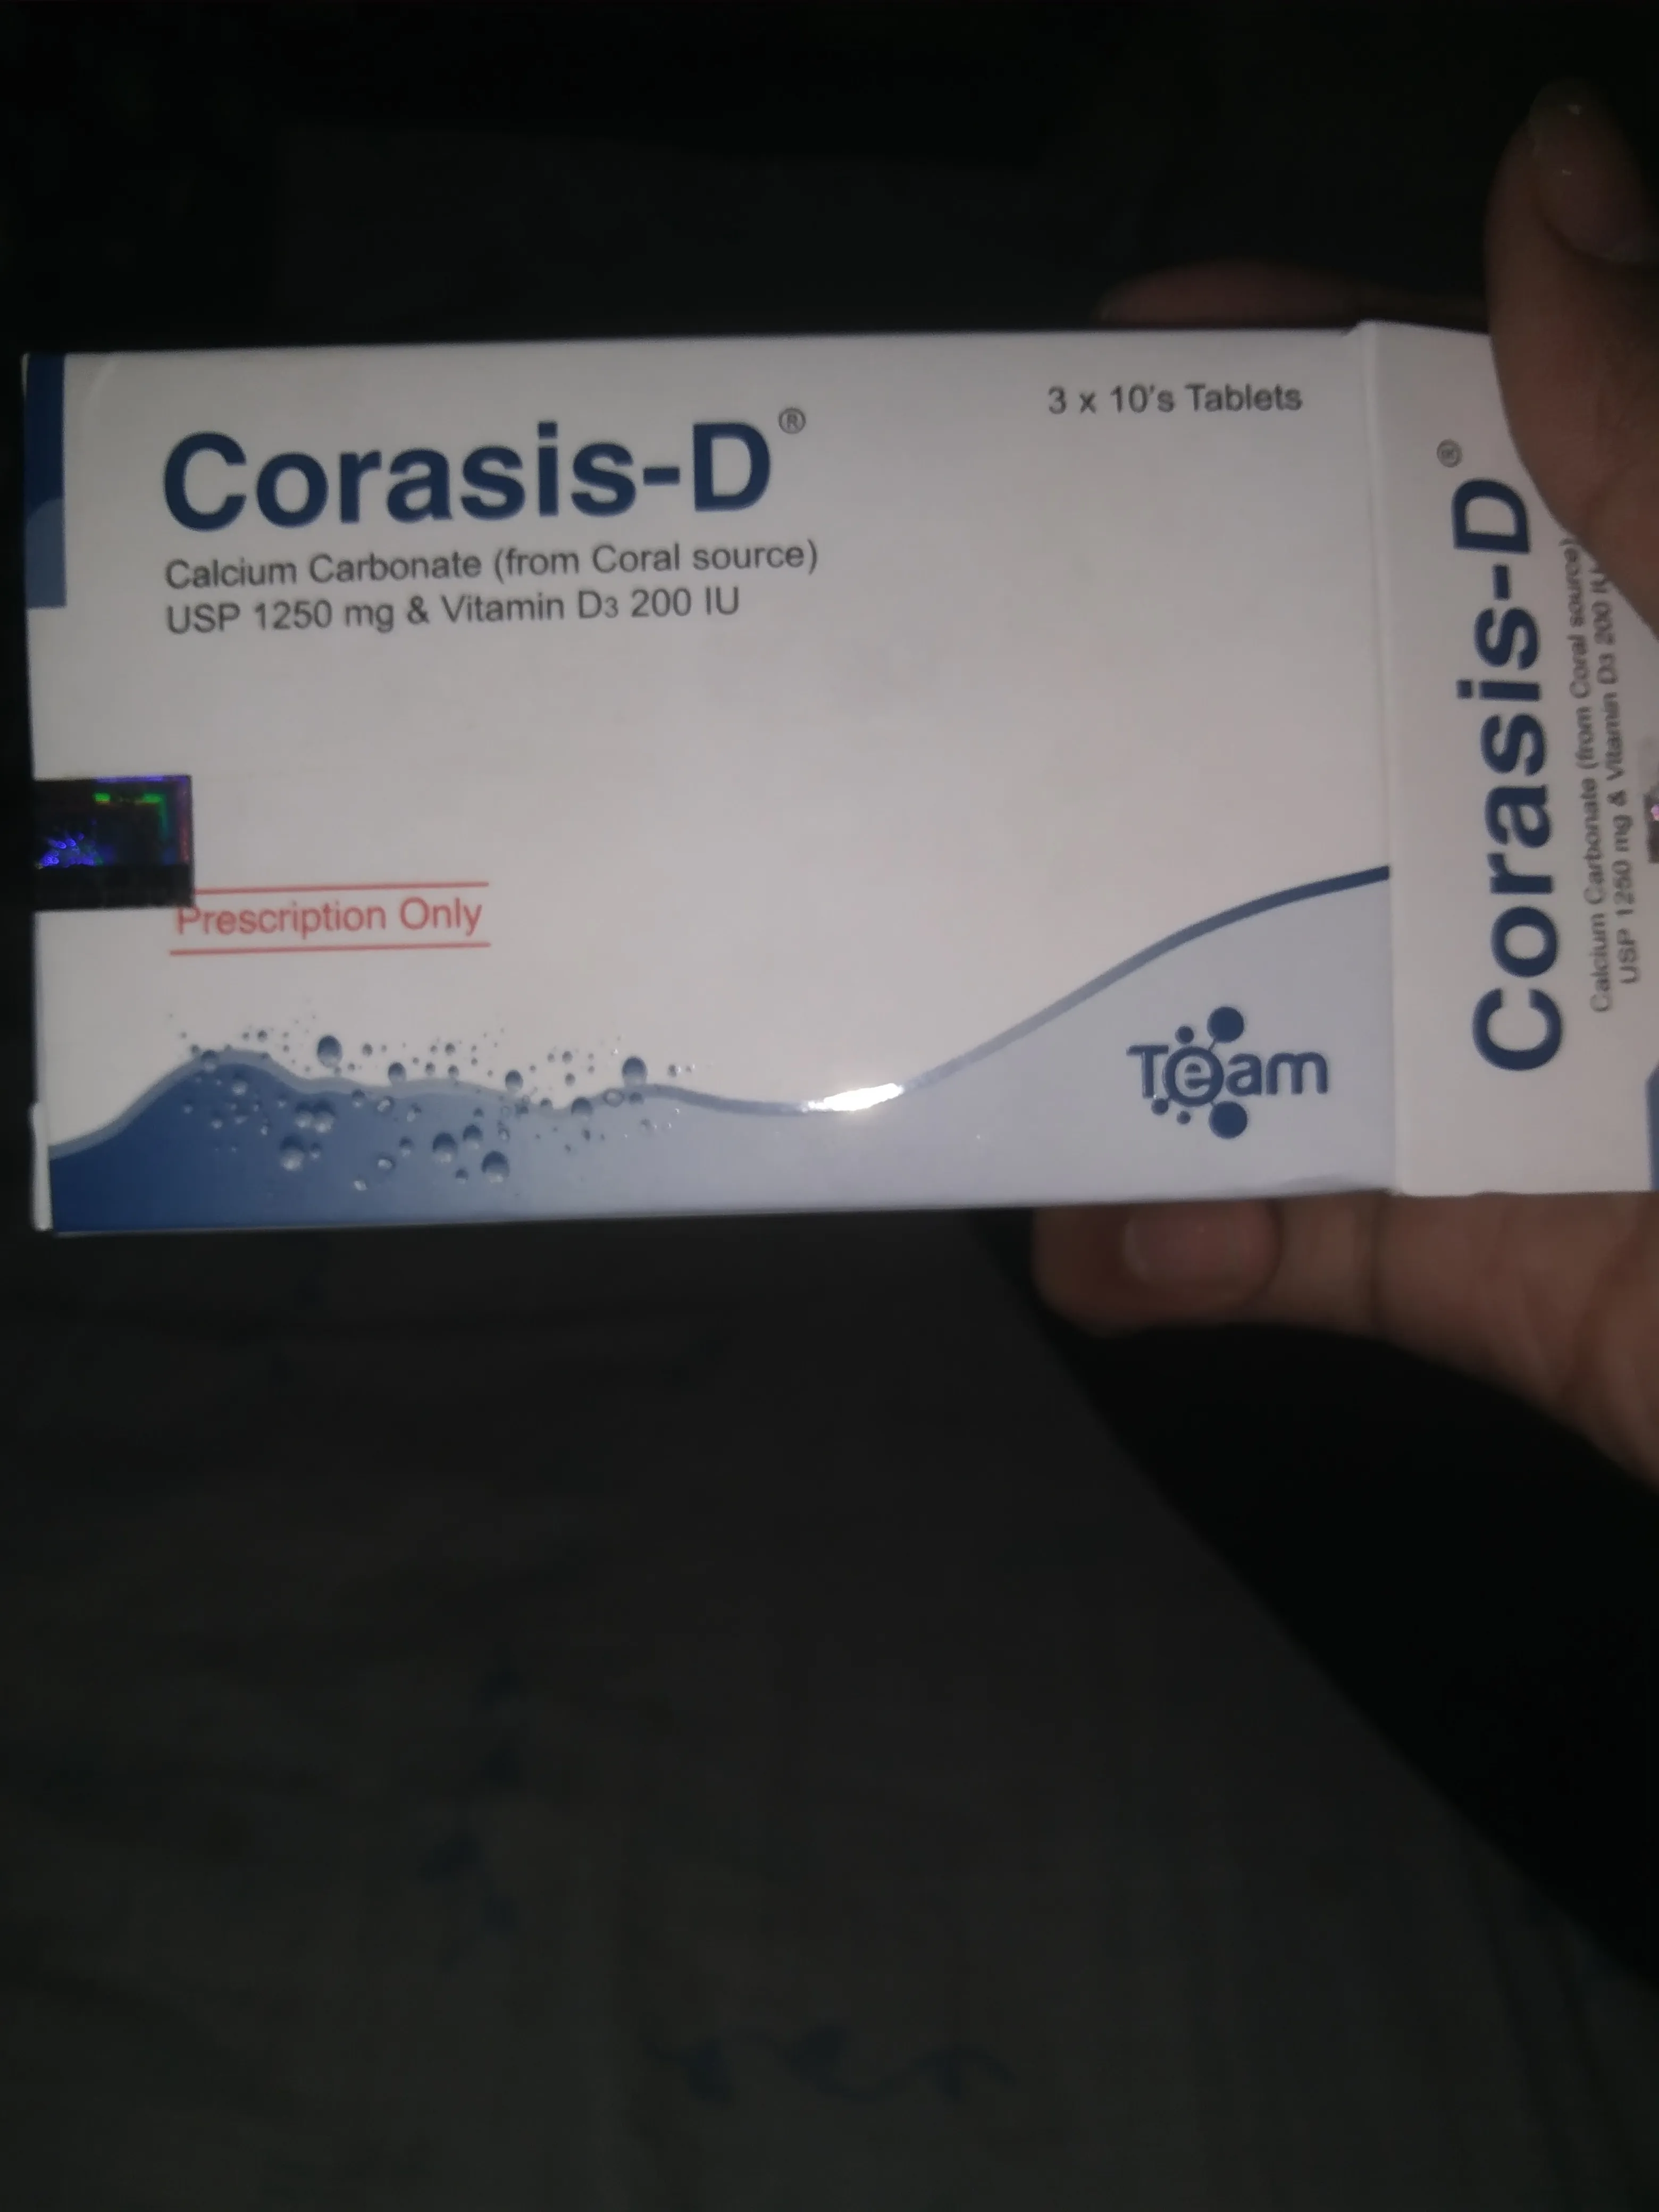 Corasis-D®
3 x 10's Tablets
Calcium Carbonate (from Coral source)
USP 1250 mg & Vitamin D3 200 IU
Prescription Only
Team
Corasis-D®
Calcium Carbonate (from Coral source)
USP 1250 mg & Vitamin D3 200 IU